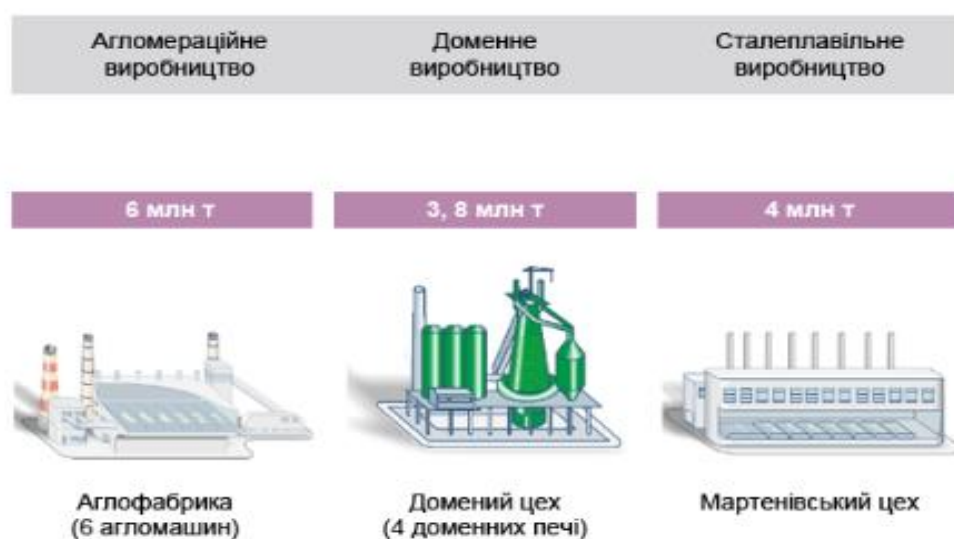 Агломераційне
виробництво
Доменне
виробництво
Сталеплавільне
виробництво
6 млн т
3, 8 млн т
4 млн т
Аглофабрика
(6 агломашин)
Домений цех
(4 доменних печі)
Мартенівський цех